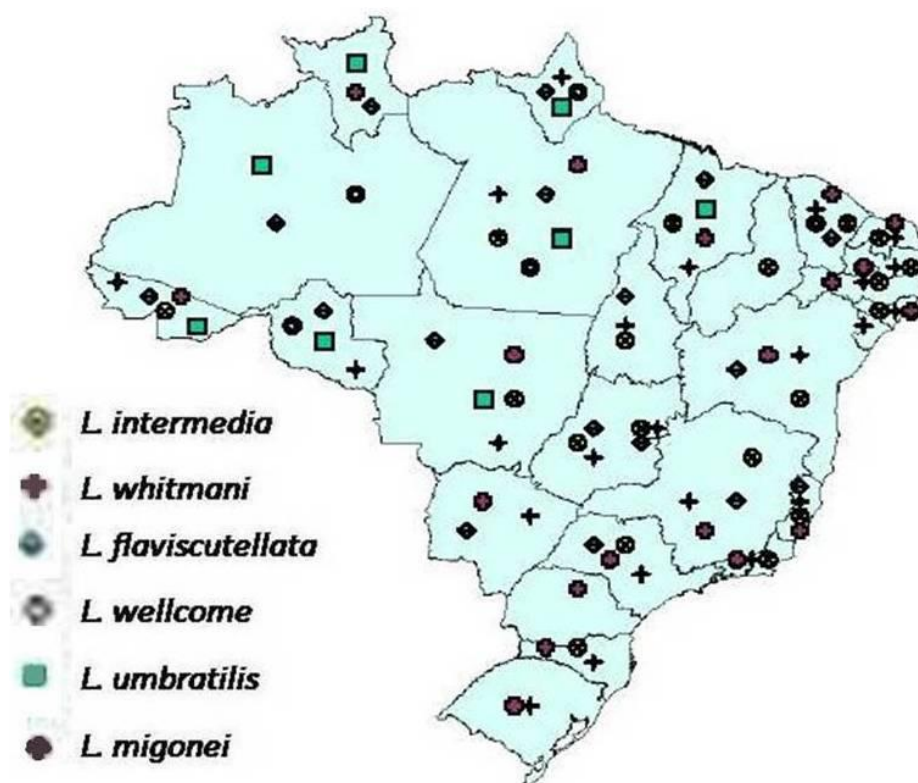 L. intermedia
L. whitmani
L. flaviscutellata
L. wellcome
L. umbratilis
L. migonei